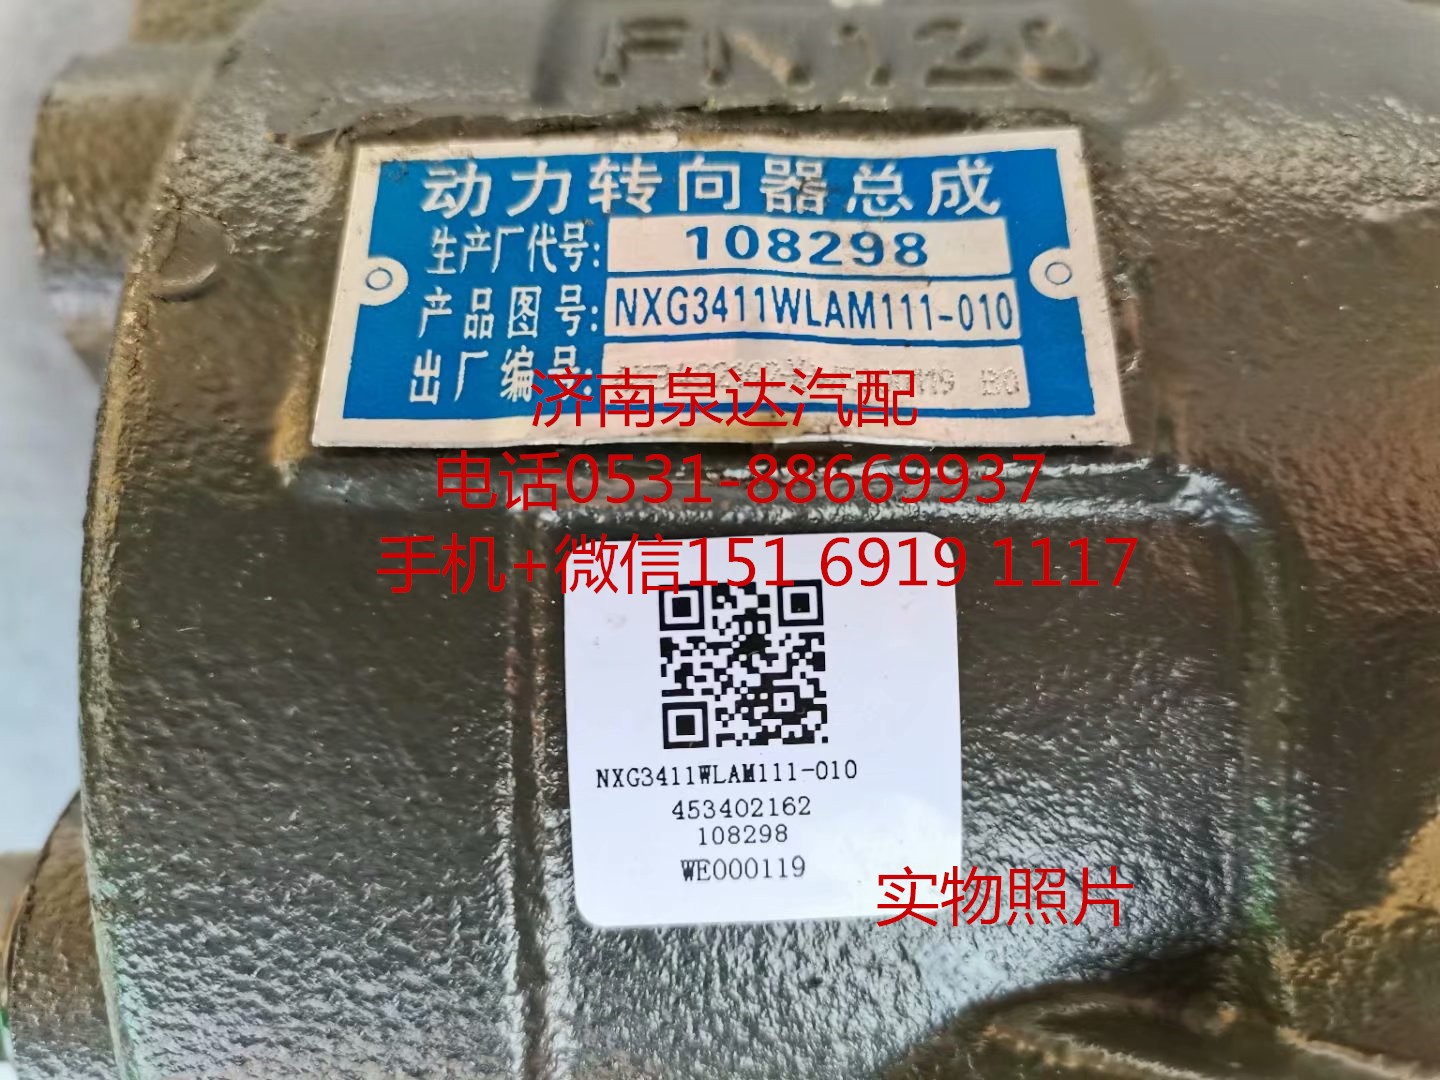 FN120
动力转向器总成
生产厂代号: 108298
产品图号: NXG3411WLAM111-010
出厂编号:
济南泉达汽配
电话0531-88669937
手机+微信151 6919 1117
NXG3411WLAM111-010
453402162
108298
WE000119
实物照片